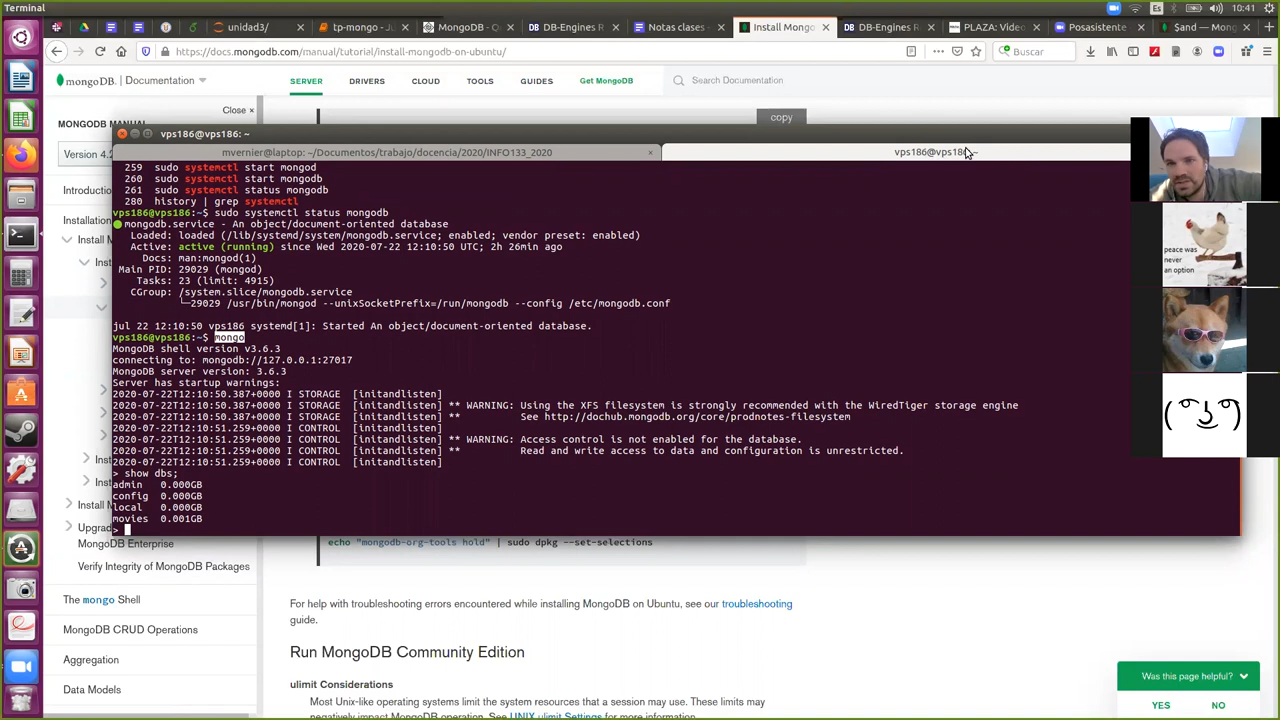 Terminal
Es
10:41
unidad3/
tp-mongo -
MongoDB - Gu
DB-Engines R
Notas clases -
Install Mongo
DB-Engines R
PLAZA: Video
Posasistente
$and — Mong
https://docs.mongodb.com/manual/tutorial/install-mongodb-on-ubuntu/
Buscar
mongoDB. | Documentation
SERVER
DRIVERS
CLOUD
TOOLS
GUIDES
Get MongoDB
Search Documentation
Close ×
MONGODB MANUAL
copy
vps186@vps186: ~
mvernier@laptop: ~/Documentos/trabajo/docencia/2020/INFO133_2020
vps186@vps186: ~
259 sudo systemctl start mongod
260 sudo systemctl start mongod
261 sudo systemctl status mongodb
280 history | grep systemctl
vps186@vps186:~$ sudo systemctl status mongodb
mongodb.service - An object/document-oriented database
Loaded: loaded (/lib/systemd/system/mongodb.service; enabled; vendor preset: enabled)
Active: active (running) since Wed 2020-07-22 12:10:50 UTC; 2h 26min ago
Docs: man:mongod(1)
Main PID: 29029 (mongod)
Tasks: 23 (limit: 4915)
CGroup: /system.slice/mongodb.service
└─29029 /usr/bin/mongod --unixSocketPrefix=/run/mongodb --config /etc/mongodb.conf
jul 22 12:10:50 vps186 systemd[1]: Started An object/document-oriented database.
vps186@vps186:~$ mongo
MongoDB shell version v3.6.3
connecting to: mongodb://127.0.0.1:27017
MongoDB server version: 3.6.3
Server has startup warnings:
2020-07-22T12:10:50.387+0000 I STORAGE [initandlisten]
2020-07-22T12:10:50.387+0000 I STORAGE [initandlisten] ** WARNING: Using the XFS filesystem is strongly recommended with the WiredTiger storage engine
2020-07-22T12:10:50.387+0000 I STORAGE [initandlisten] ** See http://dochub.mongodb.org/core/prodnotes-filesystem
2020-07-22T12:10:51.259+0000 I CONTROL [initandlisten]
2020-07-22T12:10:51.259+0000 I CONTROL [initandlisten] ** WARNING: Access control is not enabled for the database.
2020-07-22T12:10:51.259+0000 I CONTROL [initandlisten] ** Read and write access to data and configuration is unrestricted.
2020-07-22T12:10:51.259+0000 I CONTROL [initandlisten]
> show dbs;
admin 0.000GB
config 0.000GB
local 0.000GB
movies 0.001GB
>
Version 4.2
Introduction
Installation
Install M
Inst
Inst
Inst
Install M
Upgrad
MongoDB Enterprise
Verify Integrity of MongoDB Packages
The mongo Shell
MongoDB CRUD Operations
Aggregation
Data Models
peace was
never
an option
( ͡° ͜ʖ ͡°)
echo "mongodb-org-tools hold" | sudo dpkg --set-selections
For help with troubleshooting errors encountered while installing MongoDB on Ubuntu, see our troubleshooting
guide.
Run MongoDB Community Edition
ulimit Considerations
Most Unix-like operating systems limit the system resources that a session may use. These limits may
negatively impact MongoDB operation. See UNIX ulimit Settings for more information.
Was this page helpful?
YES
NO